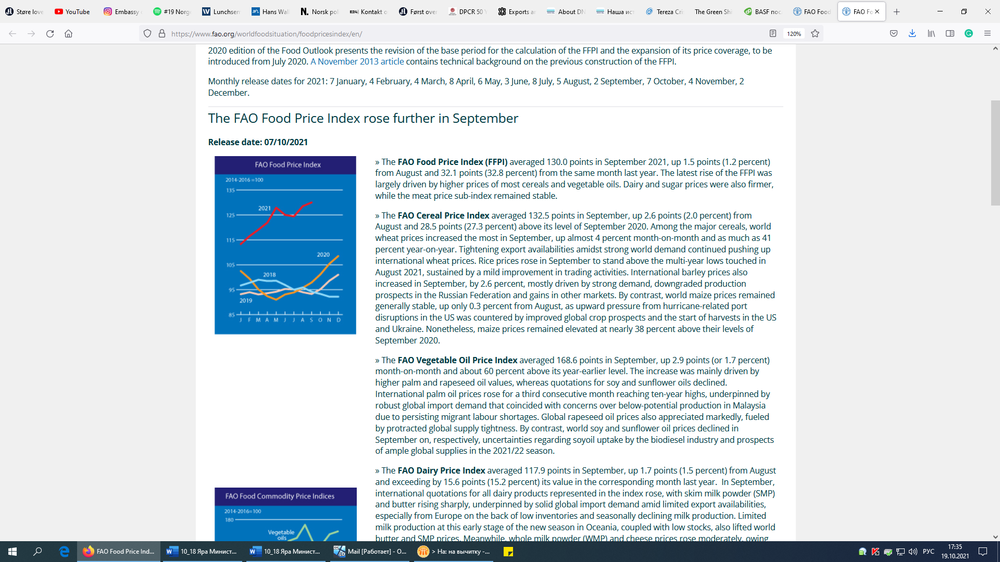 Støre love
YouTube
Embassy
#19 Norge
Lunchsem
Hans Wall
Norsk pol
E24| Kontakt o
Først over
DPCR 50 Y
Exports an
About DN
Наша ист
Tereza Cri
The Green Shi
BASF пос
FAO Food
FAO Fo
https://www.fao.org/worldfoodsituation/foodpricesindex/en/
120%
2020 edition of the Food Outlook presents the revision of the base period for the calculation of the FFPI and the expansion of its price coverage, to be
introduced from July 2020. A November 2013 article contains technical background on the previous construction of the FFPI.
Monthly release dates for 2021: 7 January, 4 February, 4 March, 8 April, 6 May, 3 June, 8 July, 5 August, 2 September, 7 October, 4 November, 2
December.
The FAO Food Price Index rose further in September
Release date: 07/10/2021
FAO Food Price Index
2014-2016 =100
135
2021
125
115
2020
105
2018
95
2019
85
J F M A M J J A S O N D
» The FAO Food Price Index (FFPI) averaged 130.0 points in September 2021, up 1.5 points (1.2 percent)
from August and 32.1 points (32.8 percent) from the same month last year. The latest rise of the FFPI was
largely driven by higher prices of most cereals and vegetable oils. Dairy and sugar prices were also firmer,
while the meat price sub-index remained stable.
» The FAO Cereal Price Index averaged 132.5 points in September, up 2.6 points (2.0 percent) from
August and 28.5 points (27.3 percent) above its level of September 2020. Among the major cereals, world
wheat prices increased the most in September, up almost 4 percent month-on-month and as much as 41
percent year-on-year. Tightening export availabilities amidst strong world demand continued pushing up
international wheat prices. Rice prices rose in September to stand above the multi-year lows touched in
August 2021, sustained by a mild improvement in trading activities. International barley prices also
increased in September, by 2.6 percent, mostly driven by strong demand, downgraded production
prospects in the Russian Federation and gains in other markets. By contrast, world maize prices remained
generally stable, up only 0.3 percent from August, as upward pressure from hurricane-related port
disruptions in the US was countered by improved global crop prospects and the start of harvests in the US
and Ukraine. Nonetheless, maize prices remained elevated at nearly 38 percent above their levels of
September 2020.
» The FAO Vegetable Oil Price Index averaged 168.6 points in September, up 2.9 points (or 1.7 percent)
month-on-month and about 60 percent above its year-earlier level. The increase was mainly driven by
higher palm and rapeseed oil values, whereas quotations for soy and sunflower oils declined.
International palm oil prices rose for a third consecutive month reaching ten-year highs, underpinned by
robust global import demand that coincided with concerns over below-potential production in Malaysia
due to persisting migrant labour shortages. Global rapeseed oil prices also appreciated markedly, fueled
by protracted global supply tightness. By contrast, world soy and sunflower oil prices declined in
September on, respectively, uncertainties regarding soyoil uptake by the biodiesel industry and prospects
of ample global supplies in the 2021/22 season.
» The FAO Dairy Price Index averaged 117.9 points in September, up 1.7 points (1.5 percent) from August
and exceeding by 15.6 points (15.2 percent) its value in the corresponding month last year. In September,
international quotations for all dairy products represented in the index rose, with skim milk powder (SMP)
and butter rising sharply, underpinned by solid global import demand amid limited export availabilities,
especially from Europe on the back of low inventories and seasonally declining milk production. Limited
milk production at this early stage of the new season in Oceania, coupled with low stocks, also lifted world
butter and SMP prices. Meanwhile, whole milk powder (WMP) and cheese prices rose moderately, owing
FAO Food Commodity Price Indices
2014-2016=100
180
Vegetable
oils
FAO Food Price Ind...
10_18 Яра Минист...
10_18 Яра Минист...
Mail [Работает] - O...
> На: на вычитку -...
РУС
17:35
19.10.2021